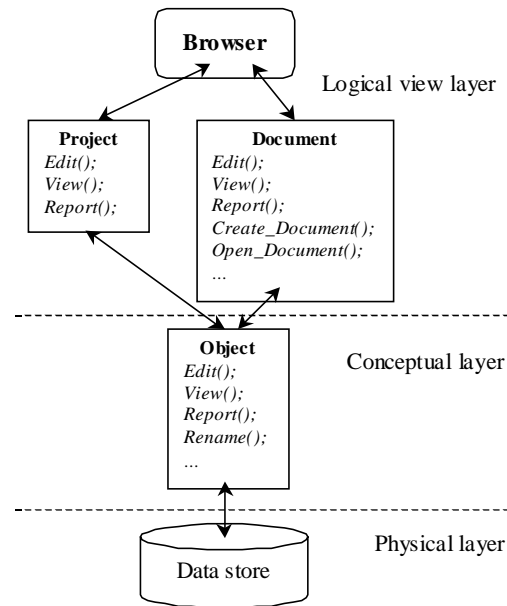 Browser
Logical view layer
Project
Edit();
View();
Report();
Document
Edit();
View();
Report();
Create_Document();
Open_Document();
...
Object
Edit();
View();
Report();
Rename();
...
Conceptual layer
Physical layer
Data store